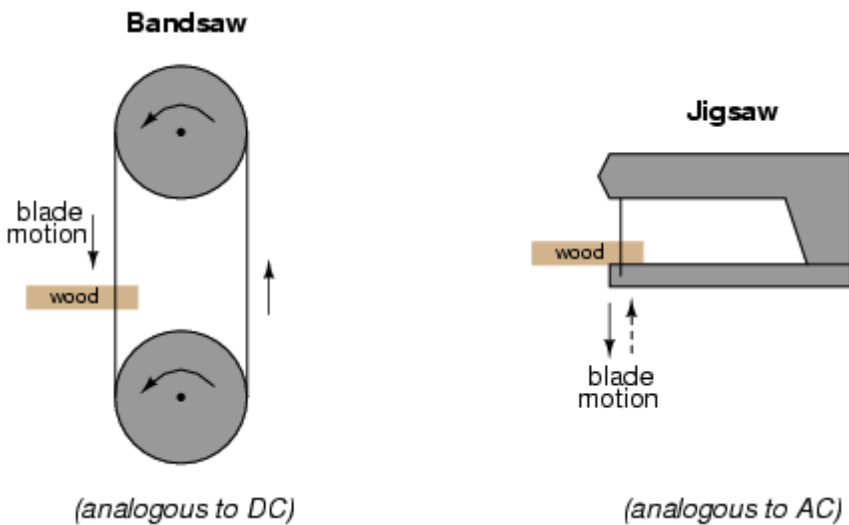 Bandsaw
blade
motion
wood
(analogous to DC)
Jigsaw
wood
blade
motion
(analogous to AC)